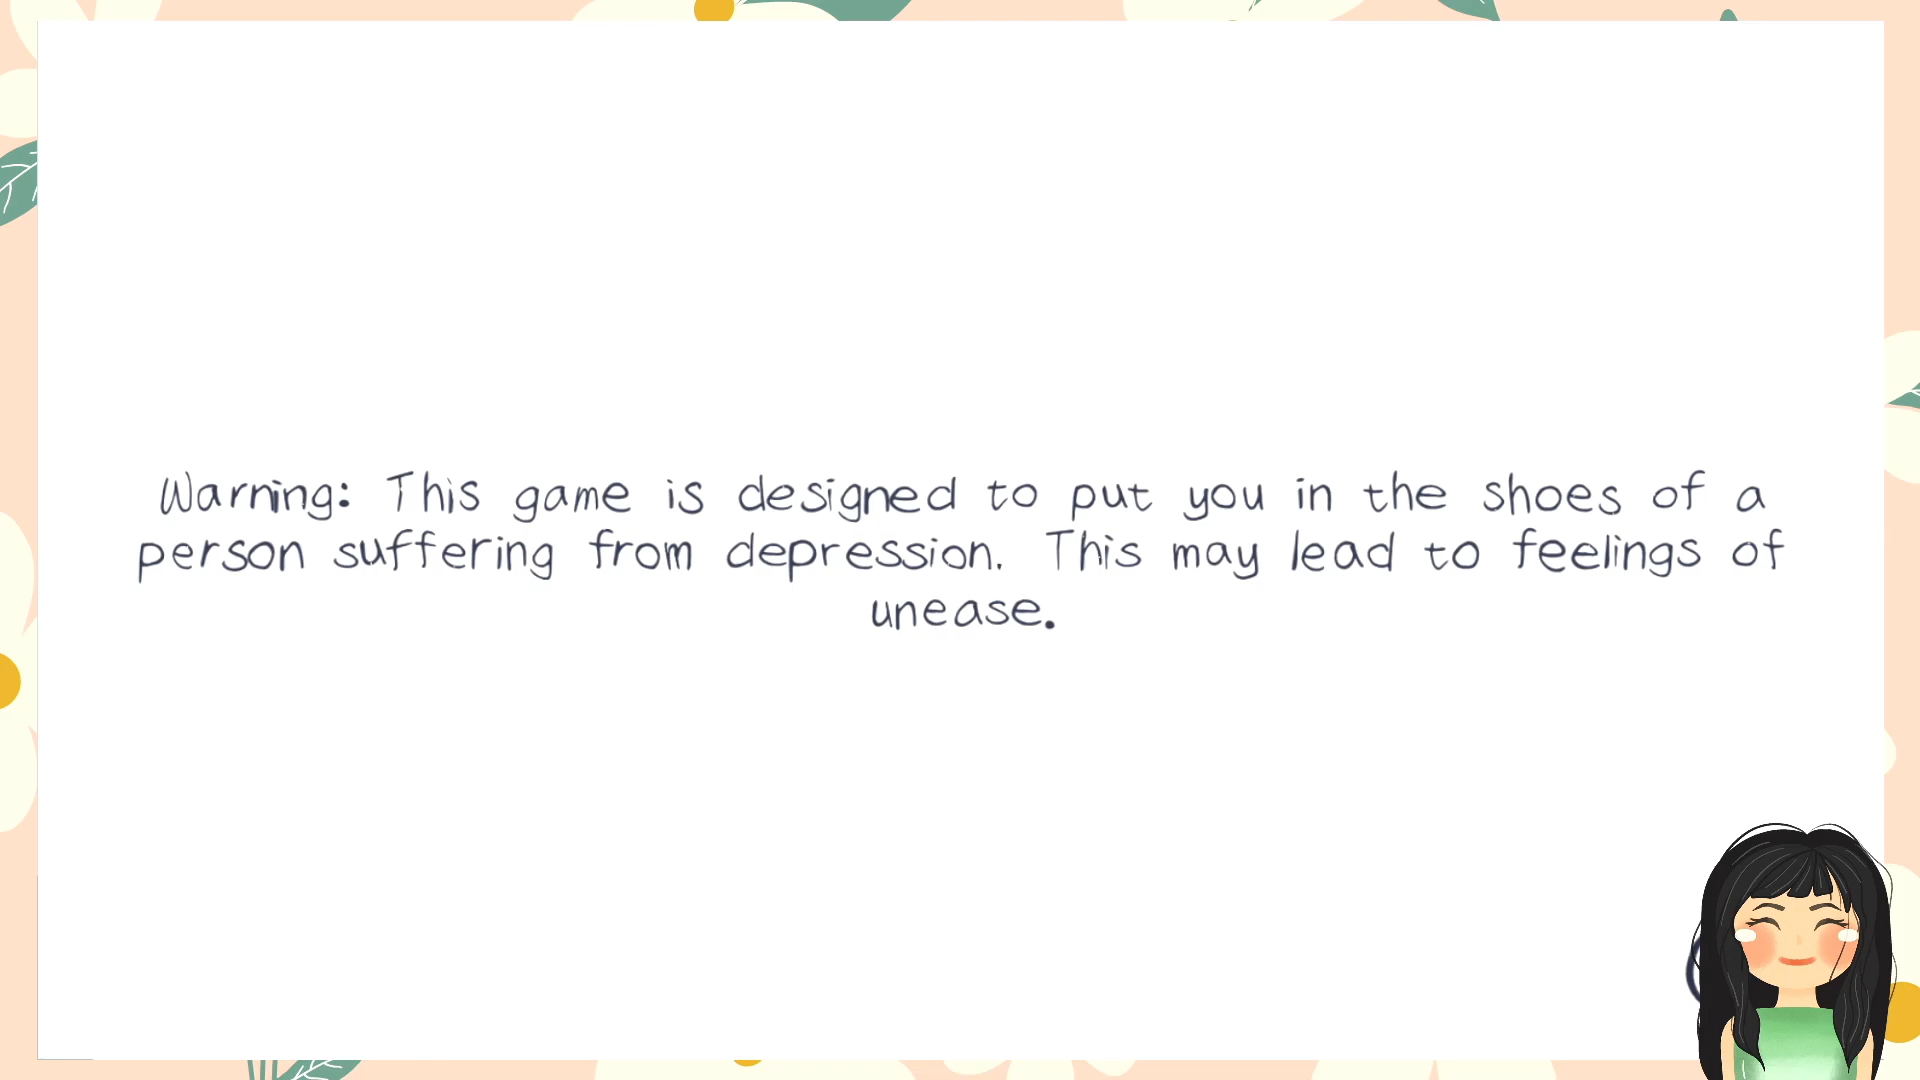 Warning: This game is designed to put you in the shoes of a
person suffering from depression. This may lead to feelings of
unease.